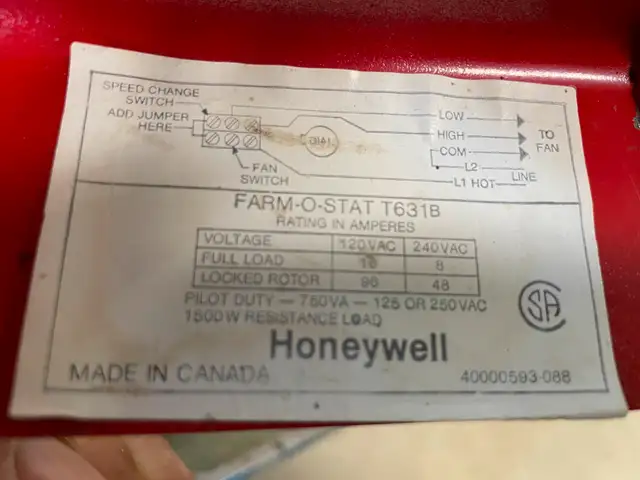 SPEED CHANGE
SWITCH
ADD JUMPER
HERE
FAN
SWITCH
DIAL
LOW
HIGH
COM
L2
L1 HOT
TO
FAN
LINE
FARM-O-STAT T631B
RATING IN AMPERES
VOLTAGE 120VAC 240VAC
FULL LOAD 16 8
LOCKED ROTOR 96 48
PILOT DUTY — 750VA — 125 OR 250VAC
1500W RESISTANCE LOAD
Honeywell
MADE IN CANADA
40000593-088
SA